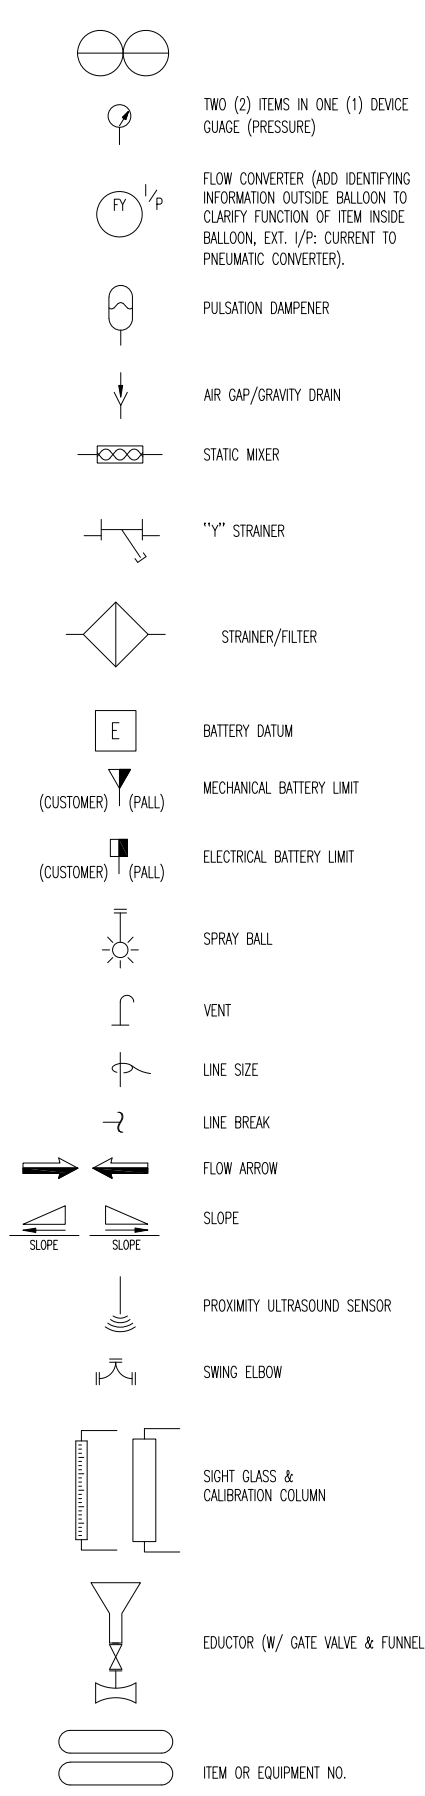 TWO (2) ITEMS IN ONE (1) DEVICE
GUAGE (PRESSURE)
FY I/P
FLOW CONVERTER (ADD IDENTIFYING
INFORMATION OUTSIDE BALLOON TO
CLARIFY FUNCTION OF ITEM INSIDE
BALLOON, EXT. I/P: CURRENT TO
PNEUMATIC CONVERTER).
PULSATION DAMPENER
AIR GAP/GRAVITY DRAIN
STATIC MIXER
"Y" STRAINER
STRAINER/FILTER
E BATTERY DATUM
MECHANICAL BATTERY LIMIT
(CUSTOMER) (PALL)
ELECTRICAL BATTERY LIMIT
(CUSTOMER) (PALL)
SPRAY BALL
VENT
LINE SIZE
LINE BREAK
FLOW ARROW
SLOPE
SLOPE SLOPE
PROXIMITY ULTRASOUND SENSOR
SWING ELBOW
SIGHT GLASS &
CALIBRATION COLUMN
EDUCTOR (W/ GATE VALVE & FUNNEL
ITEM OR EQUIPMENT NO.